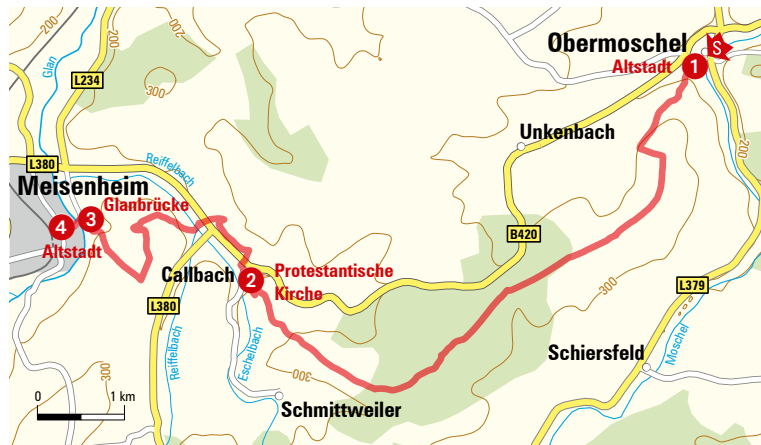 200
200
L234
Glan
300
Obermoschel
S
Altstadt
1
Unkenbach
200
L380
Reiffelbach
Meisenheim
Glanbrücke
3
4
Altstadt
B420
Callbach
2
Protestantische
Kirche
300
L379
L380
Reiffelbach
Eschelbach
Moschel
Schiersfeld
300
300
0 1 km
Schmittweiler